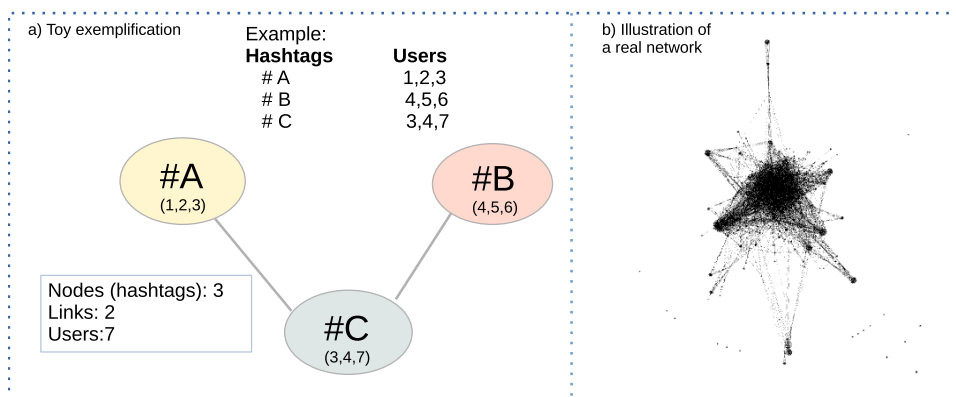 a) Toy exemplification
Example:
Hashtags Users
# A 1,2,3
# B 4,5,6
# C 3,4,7
#A
(1,2,3)
#B
(4,5,6)
Nodes (hashtags): 3
Links: 2
Users:7
#C
(3,4,7)
b) Illustration of
a real network